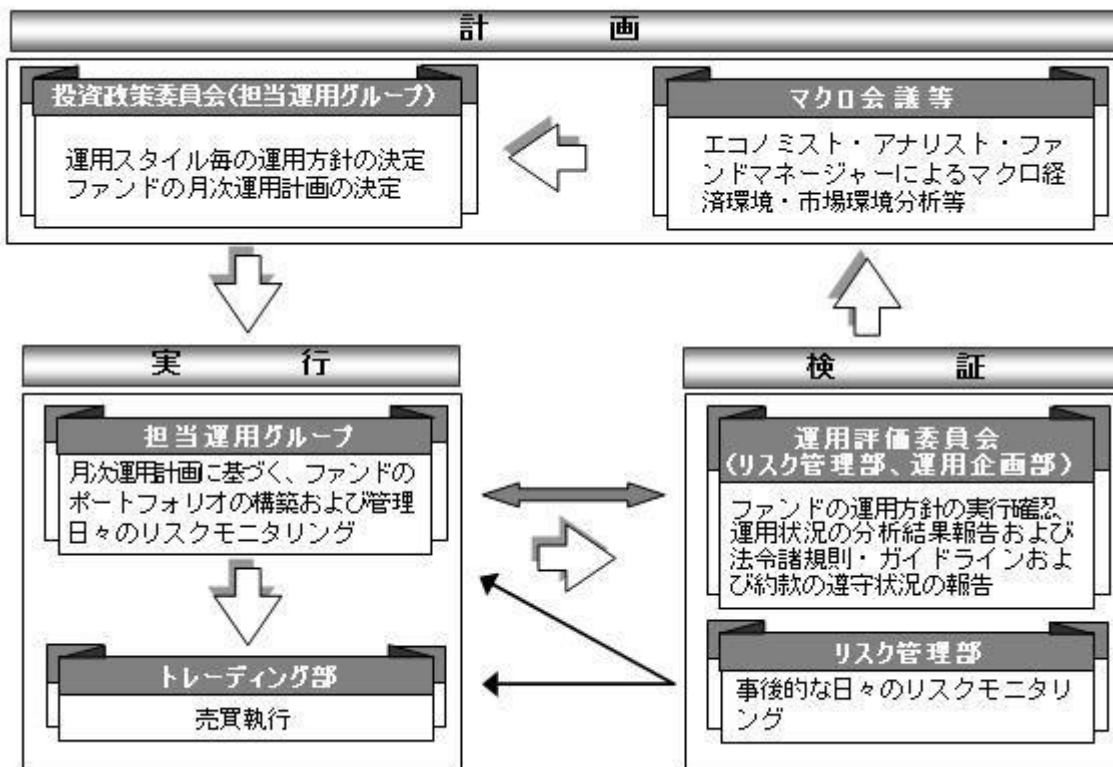 計　画
投資政策委員会(担当運用グループ)
運用スタイル毎の運用方針の決定
ファンドの月次運用計画の決定
マクロ会議等
エコノミスト・アナリスト・ファ
ンドマネージャーによるマクロ経
済環境・市場環境分析等
実　行
担当運用グループ
月次運用計画に基づく、ファンドの
ポートフォリオの構築および管理
日々のリスクモニタリング
トレーディング部
売買執行
検　証
運用評価委員会
(リスク管理部、運用企画部)
ファンドの運用方針の実行確認、
運用状況の分析結果報告および
法令諸規則・ガイドラインおよ
び約款の遵守状況の報告
リスク管理部
事後的な日々のリスクモニタリ
ング